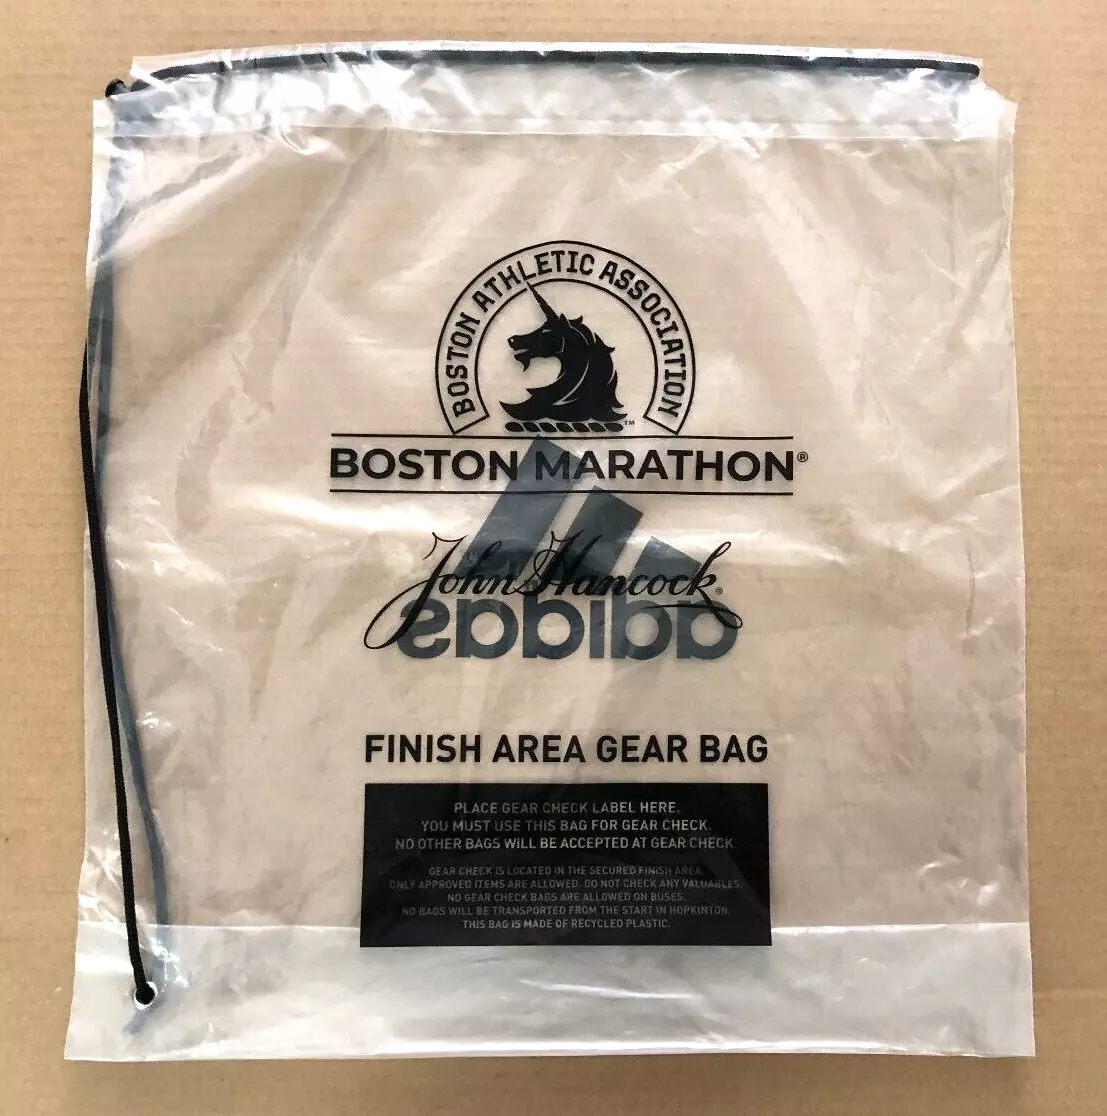 BOSTON ATHLETIC ASSOCIATION
™
BOSTON MARATHON®
John Hancock®
adidas
FINISH AREA GEAR BAG
PLACE GEAR CHECK LABEL HERE.
YOU MUST USE THIS BAG FOR GEAR CHECK.
NO OTHER BAGS WILL BE ACCEPTED AT GEAR CHECK.
GEAR CHECK IS LOCATED IN THE SECURED FINISH AREA.
ONLY APPROVED ITEMS ARE ALLOWED. DO NOT CHECK ANY VALUABLES.
NO GEAR CHECK BAGS ARE ALLOWED ON BUSES.
NO BAGS WILL BE TRANSPORTED FROM THE START IN HOPKINTON.
THIS BAG IS MADE OF RECYCLED PLASTIC.